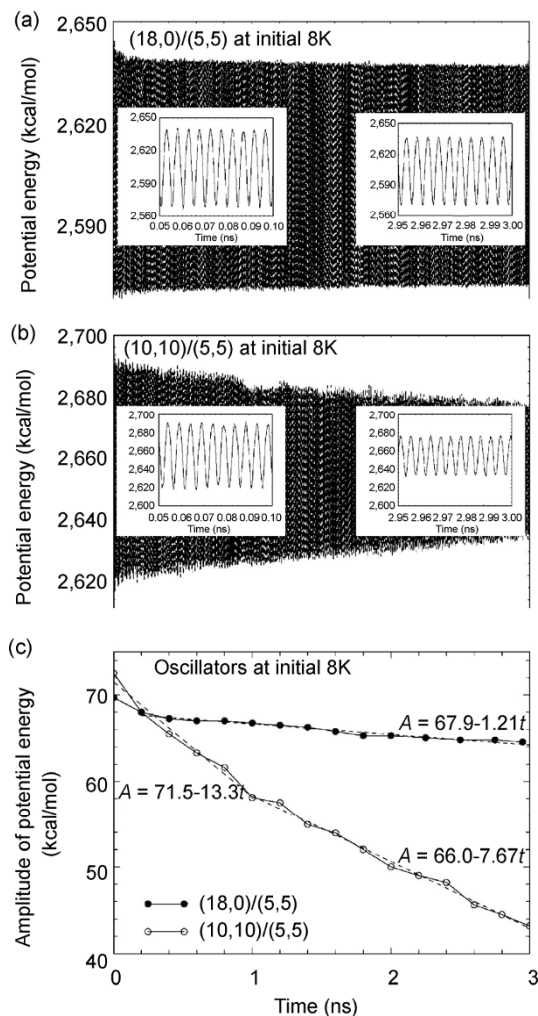 (a)
2,650
(18,0)/(5,5) at initial 8K
Potential energy (kcal/mol)
2,620
2,590
2,650
2,620
2,590
2,560
0.05 0.06 0.07 0.08 0.09 0.10
Time (ns)
2,650
2,620
2,590
2,560
2.95 2.96 2.97 2.98 2.99 3.00
Time (ns)
(b)
2,700
(10,10)/(5,5) at initial 8K
Potential energy (kcal/mol)
2,680
2,660
2,640
2,620
2,700
2,680
2,660
2,640
2,620
2,600
0.05 0.06 0.07 0.08 0.09 0.10
Time (ns)
2,700
2,680
2,660
2,640
2,620
2,600
2.95 2.96 2.97 2.98 2.99 3.00
Time (ns)
(c)
Oscillators at initial 8K
Amplitude of potential energy
(kcal/mol)
70
60
50
40
A = 67.9-1.21t
A = 71.5-13.3t
A = 66.0-7.67t
(18,0)/(5,5)
(10,10)/(5,5)
0 1 2 3
Time (ns)